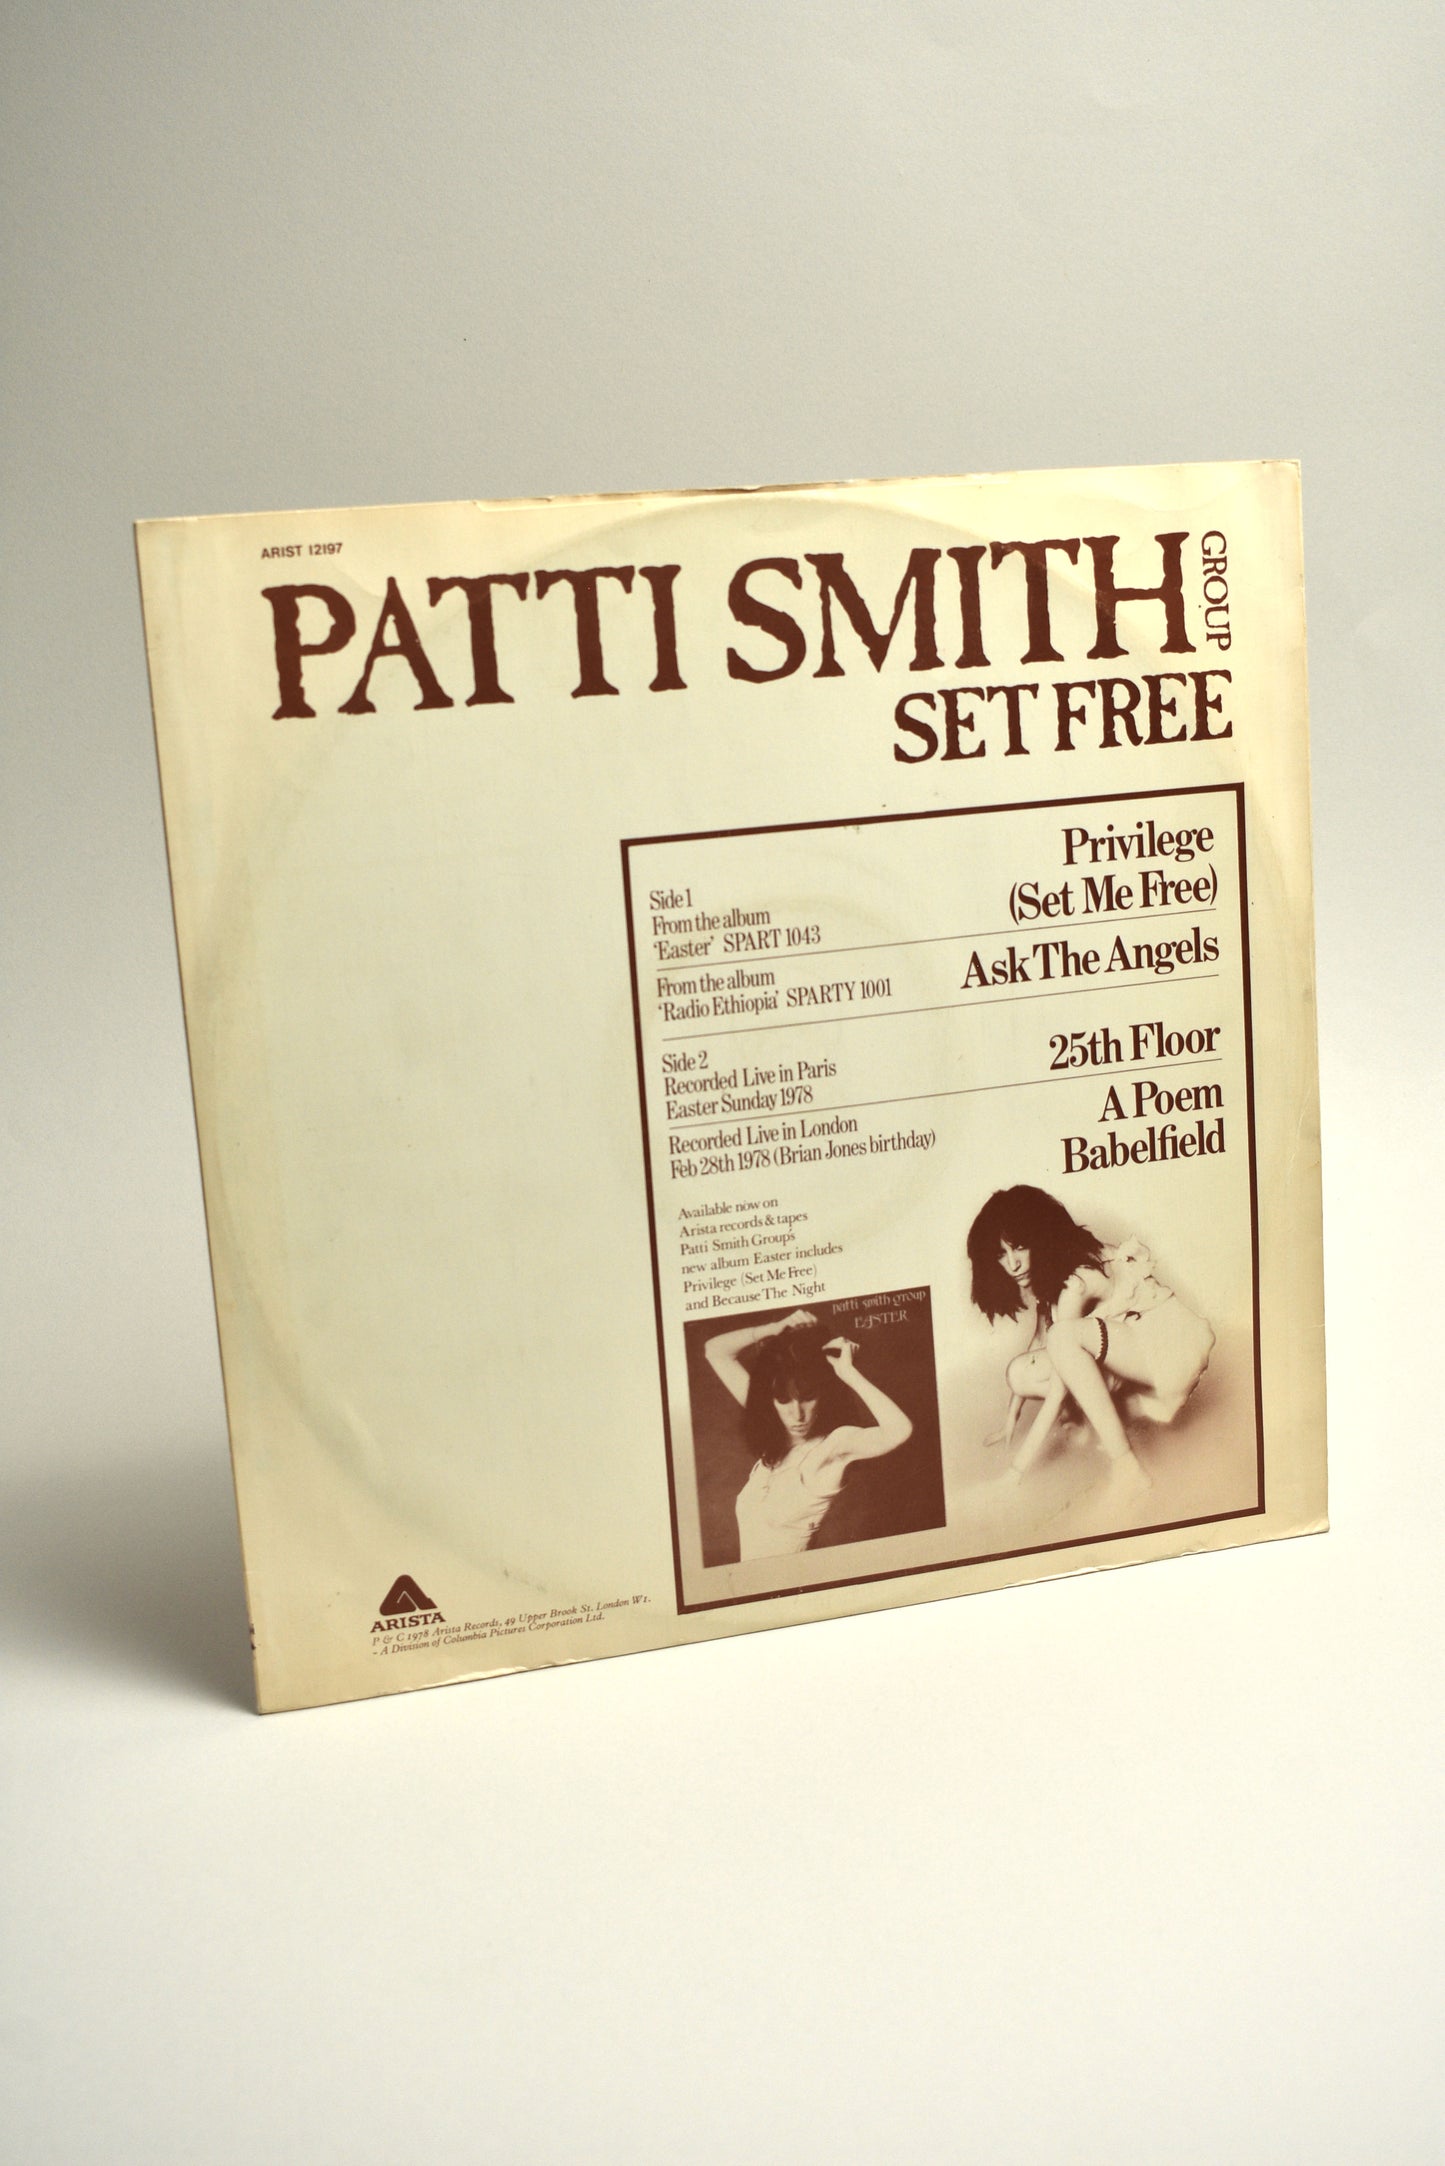 ARIST 12197
PATTI SMITH GROUP
SET FREE
Privilege
(Set Me Free)
Side 1
From the album
'Easter' SPART 1043
Ask The Angels
From the album
'Radio Ethiopia' SPARTY 1001
25th Floor
Side 2
Recorded Live in Paris
Easter Sunday 1978
A Poem
Babelfield
Recorded Live in London
Feb 28th 1978 (Brian Jones birthday)
Available now on
Arista records & tapes
Patti Smith Group's
new album Easter includes
Privilege (Set Me Free)
and Because The Night
patti smith group
EASTER
ARISTA
P & C 1978 Arista Records, 49 Upper Brook St. London W1.
- A Division of Columbia Pictures Corporation Ltd.